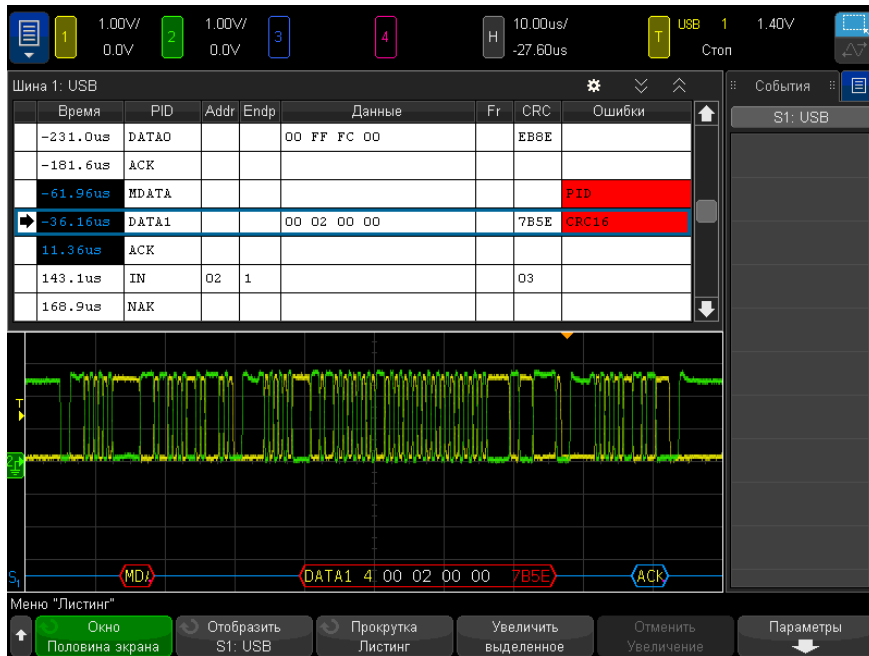 1 1.00V/ 2 1.00V/ 3 4 H 10.00us/ T USB 1 1.40V
0.0V 0.0V -27.60us Стоп
Шина 1: USB
События
S1: USB
Время PID Addr Endp Данные Fr CRC Ошибки
-231.0us DATA0 00 FF FC 00 EB8E
-181.6us ACK
-61.96us MDATA PID
-36.16us DATA1 00 02 00 00 7B5E CRC16
11.36us ACK
143.1us IN 02 1 03
168.9us NAK
T
2
S1 MDA DATA1 4 00 02 00 00 7B5E ACK
Меню "Листинг"
Окно Отобразить Прокрутка Увеличить Отменить Параметры
Половина экрана S1: USB Листинг выделенное Увеличение